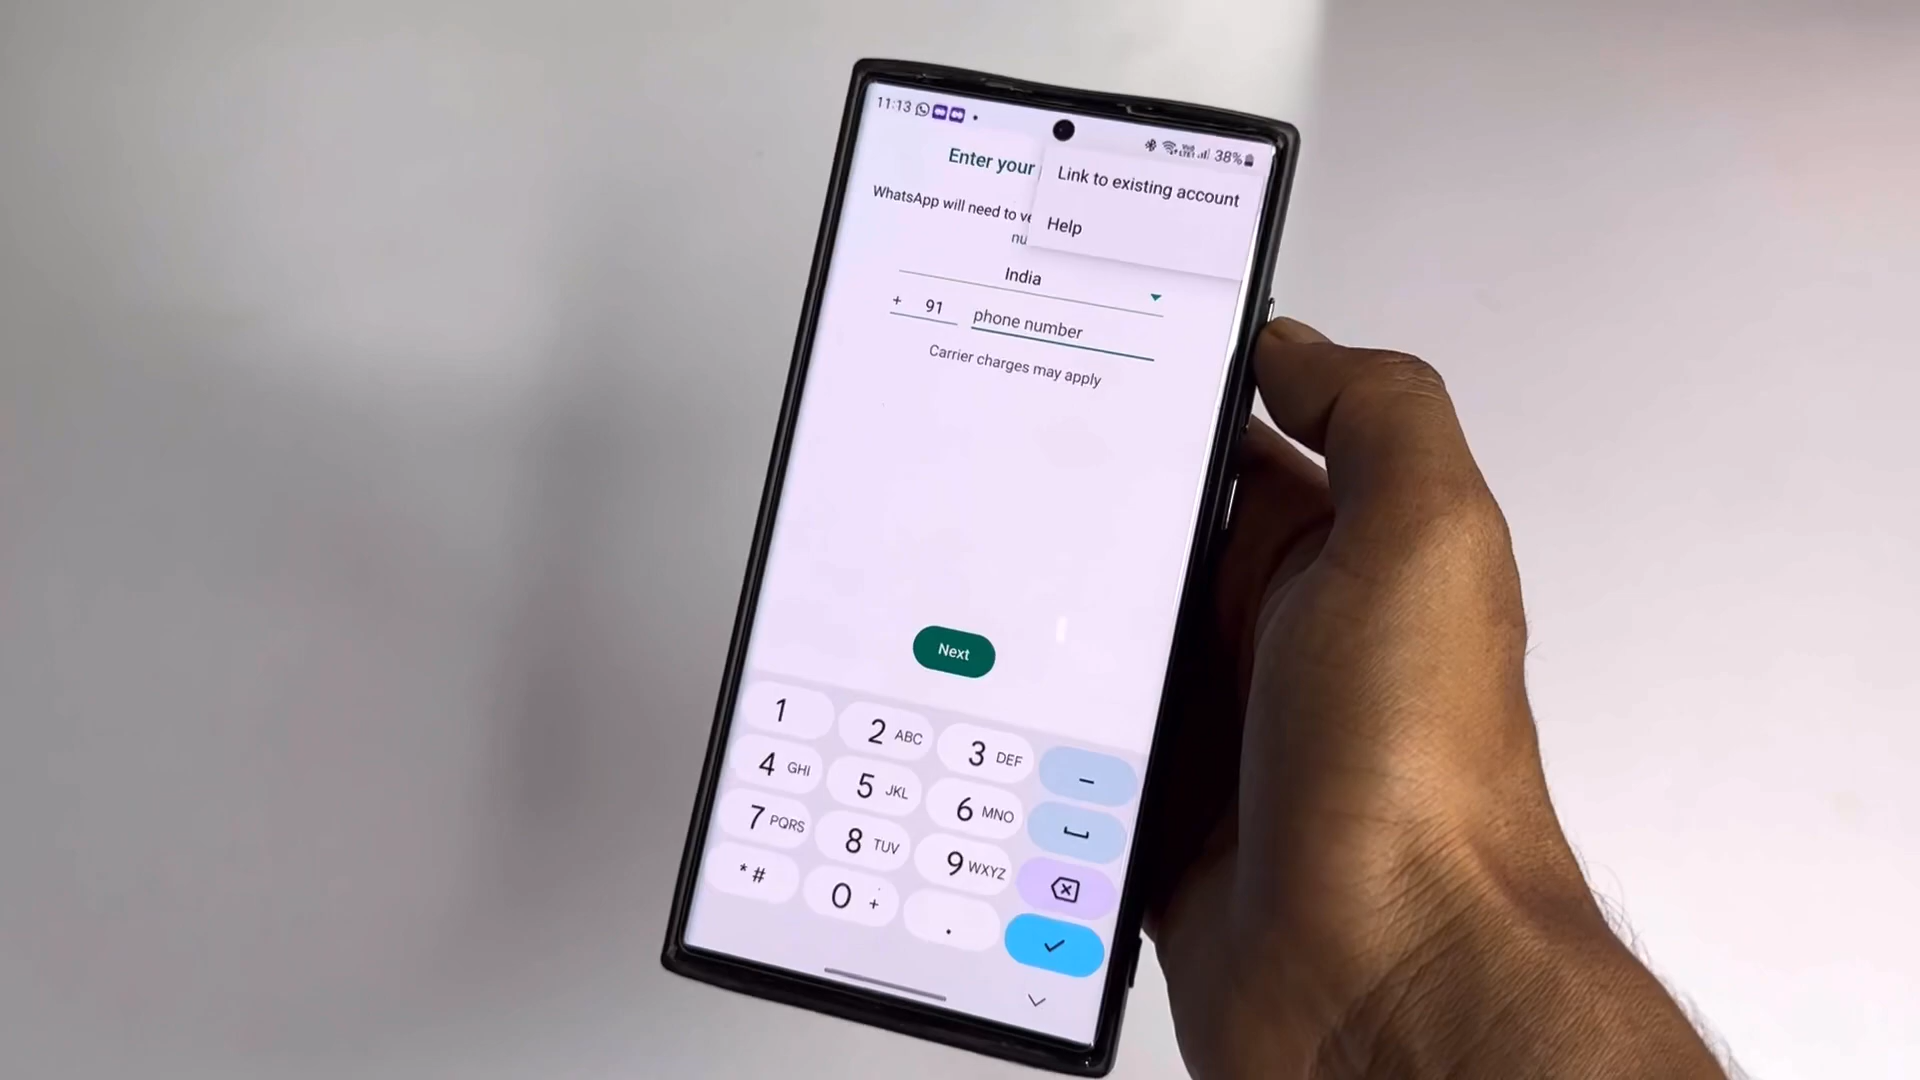 11:13
38%
Enter your
Link to existing account
WhatsApp will need to ve
Help
nu
India
+ 91 phone number
Carrier charges may apply
Next
1
2 ABC
3 DEF
-
4 GHI
5 JKL
6 MNO
7 PQRS
8 TUV
9 WXYZ
* #
0 +
.